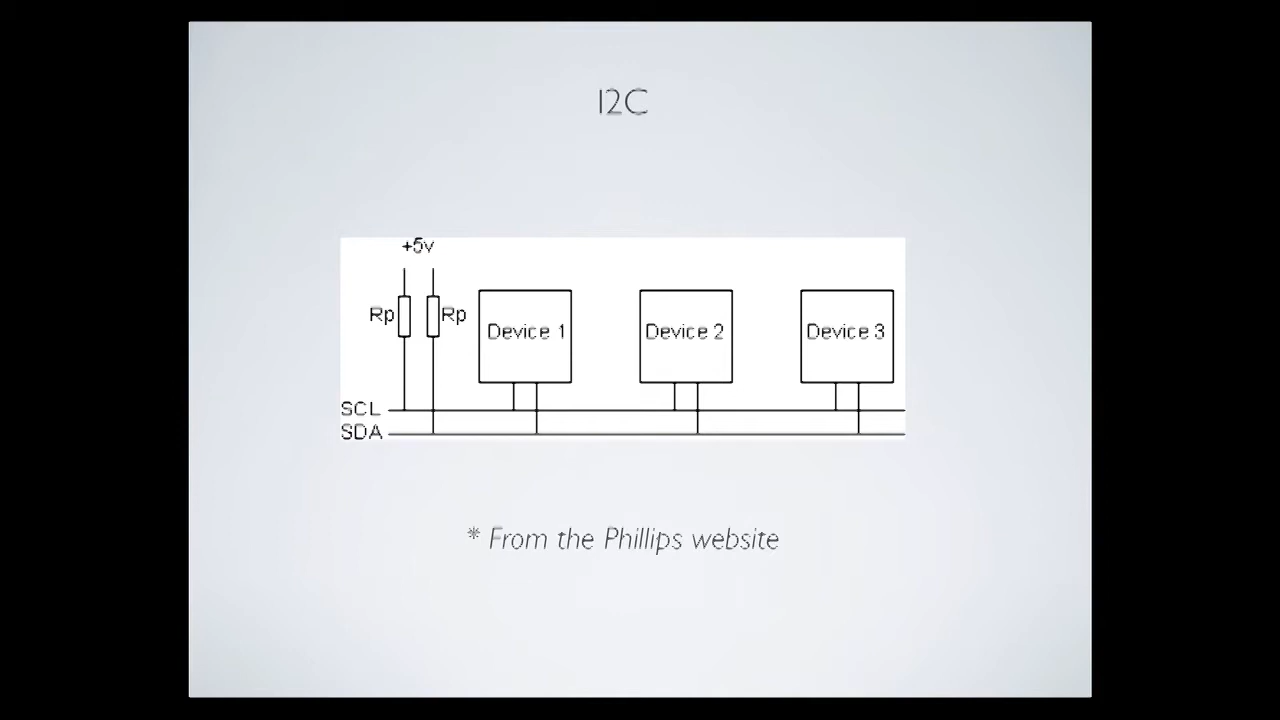 I2C
+5v
Rp Rp Device 1 Device 2 Device 3
SCL
SDA
* From the Phillips website